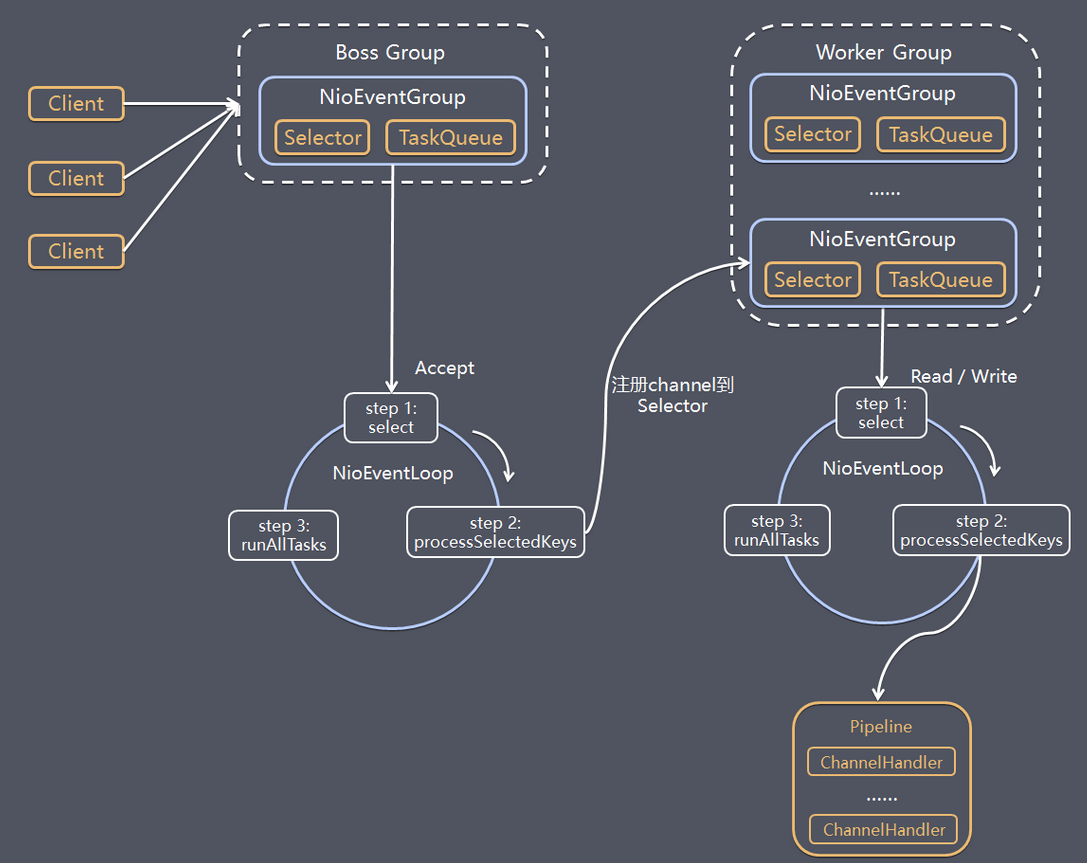 Boss Group
NioEventGroup
Selector
TaskQueue
Client
Client
Client
Worker Group
NioEventGroup
Selector
TaskQueue
......
NioEventGroup
Selector
TaskQueue
Accept
step 1:
select
NioEventLoop
step 2:
processSelectedKeys
step 3:
runAllTasks
注册channel到
Selector
Read / Write
step 1:
select
NioEventLoop
step 2:
processSelectedKeys
step 3:
runAllTasks
Pipeline
ChannelHandler
......
ChannelHandler